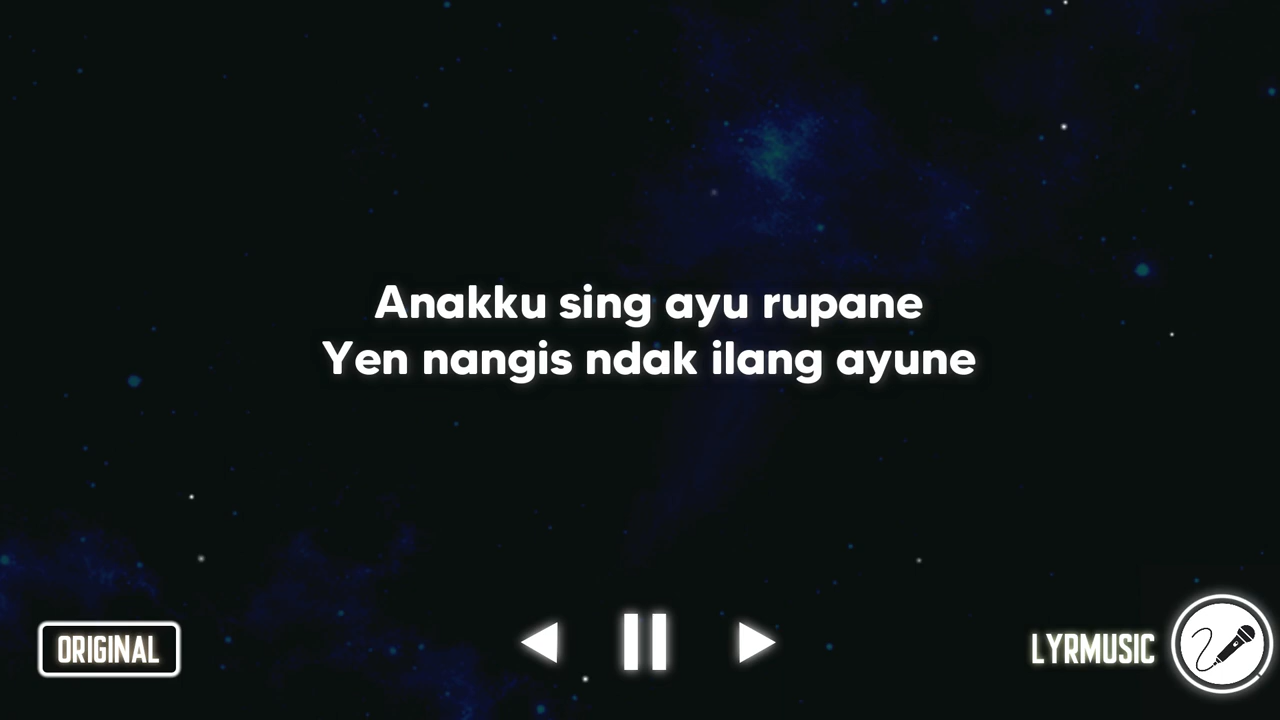 Anakku sing ayu rupane
Yen nangis ndak ilang ayune
ORIGINAL
LYRMUSIC